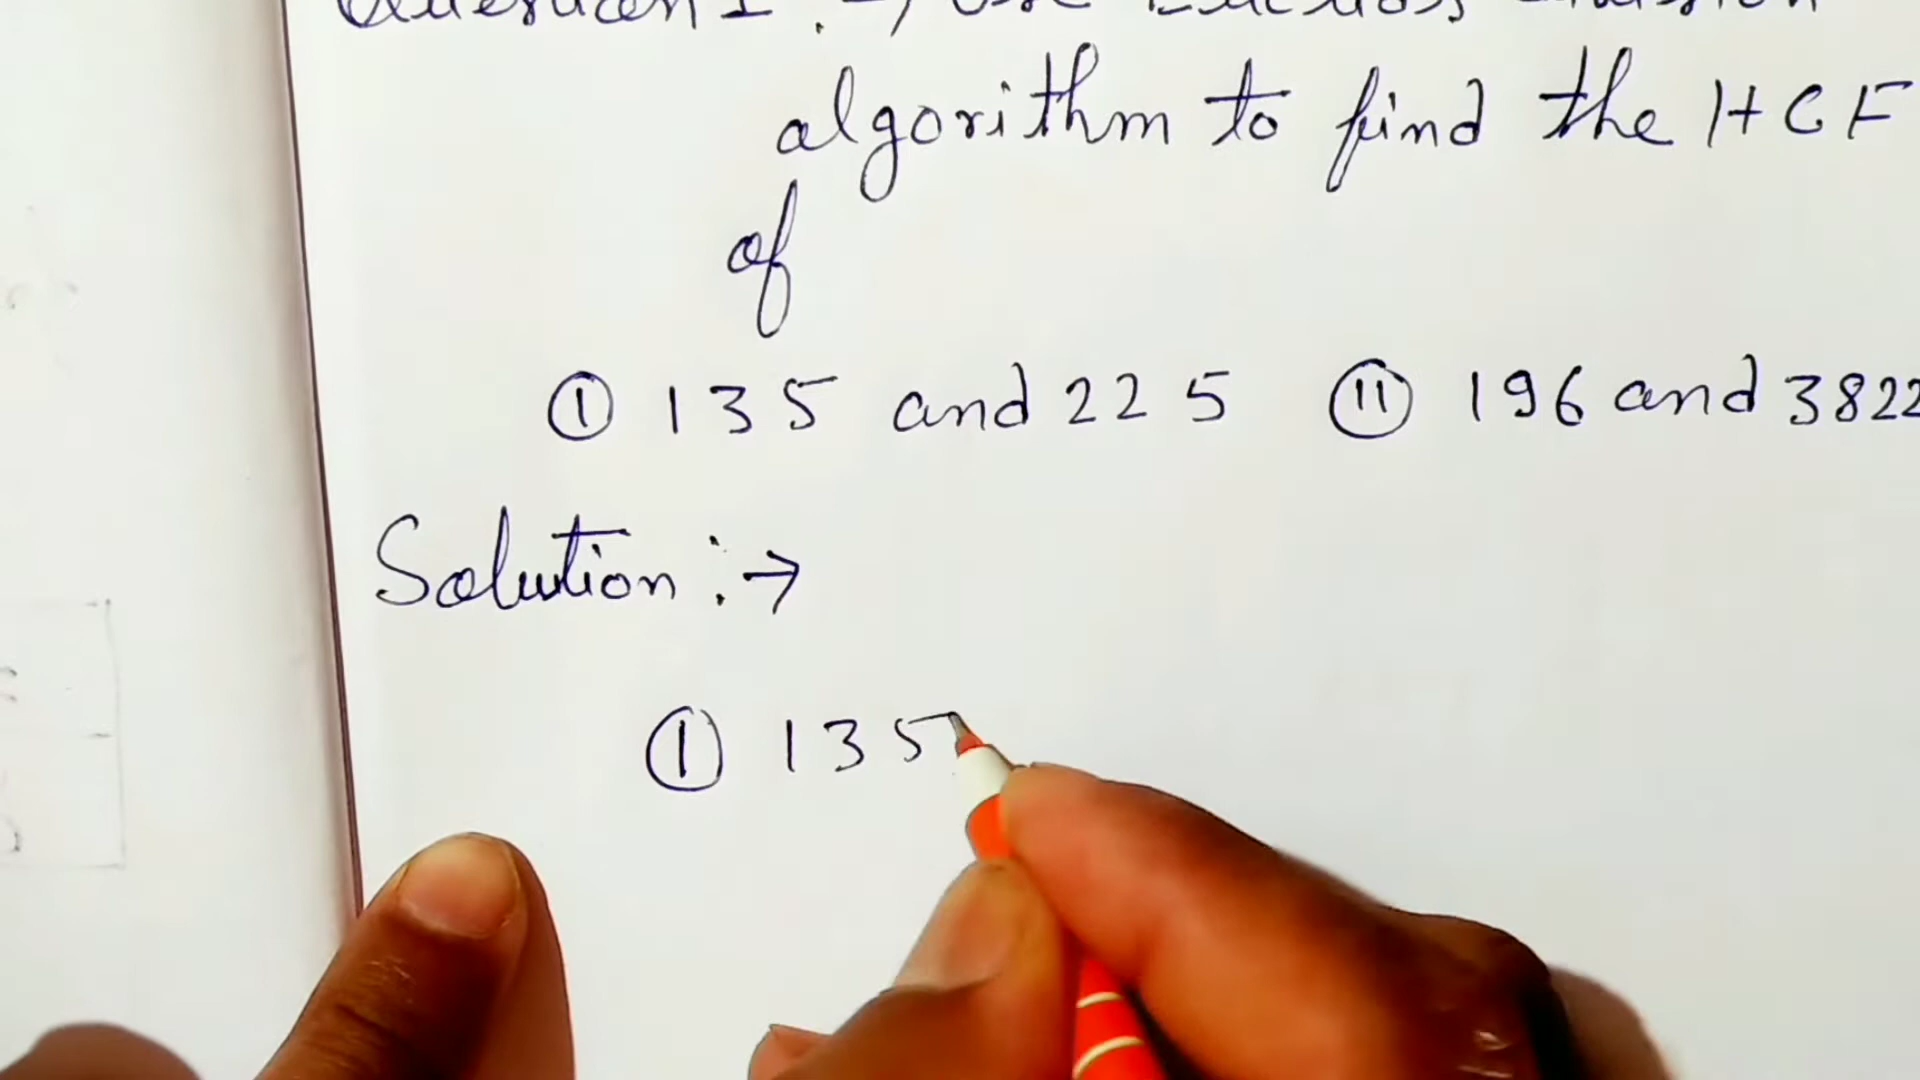 algorithm to find the HCF
of
① 135 and 225 ⑪ 196 and 3822
Solution :→
① 135